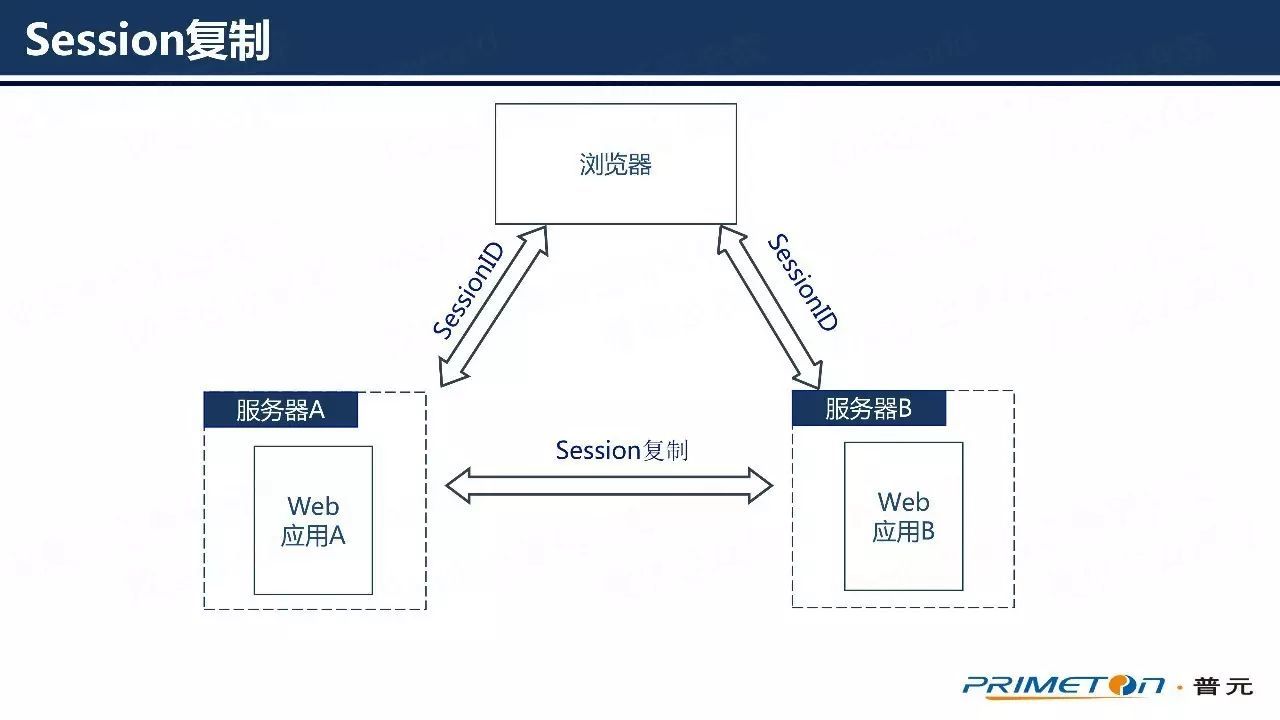 Session复制
浏览器
SessionID
SessionID
服务器A
服务器B
Session复制
Web
应用A
Web
应用B
PRIMETON · 普元